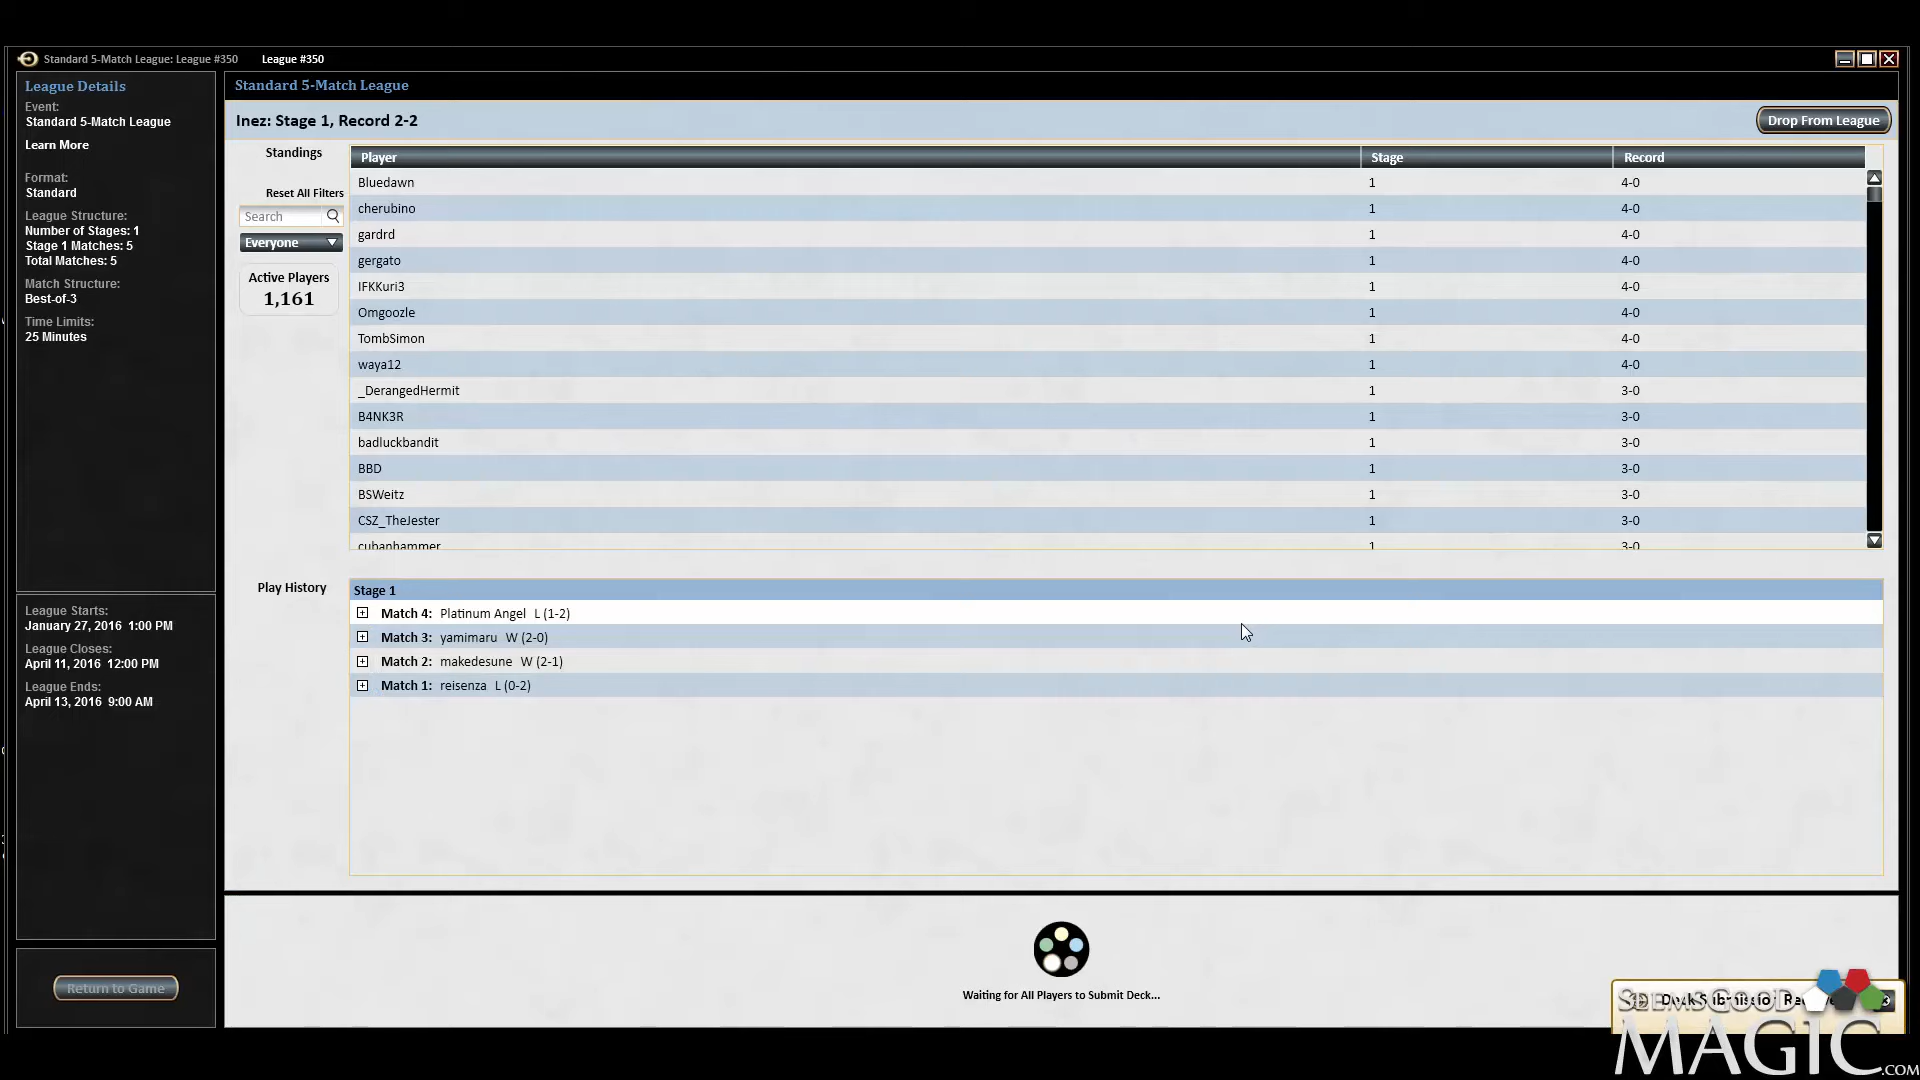 Standard 5-Match League: League #350 League #350
League Details
Event:
Standard 5-Match League
Learn More
Format:
Standard
League Structure:
Number of Stages: 1
Stage 1 Matches: 5
Total Matches: 5
Match Structure:
Best-of-3
Time Limits:
25 Minutes
League Starts:
January 27, 2016 1:00 PM
League Closes:
April 11, 2016 12:00 PM
League Ends:
April 13, 2016 9:00 AM
Return to Game
Standard 5-Match League
Inez: Stage 1, Record 2-2
Drop From League
Standings
Reset All Filters
Search
Everyone
Active Players
1,161
Player Stage Record
Bluedawn 1 4-0
cherubino 1 4-0
gardrd 1 4-0
gergato 1 4-0
IFKKuri3 1 4-0
Omgoozle 1 4-0
TombSimon 1 4-0
waya12 1 4-0
_DerangedHermit 1 3-0
B4NK3R 1 3-0
badluckbandit 1 3-0
BBD 1 3-0
BSWeitz 1 3-0
CSZ_TheJester 1 3-0
cubanhammer 1 3-0
Play History
Stage 1
Match 4: Platinum Angel L (1-2)
Match 3: yamimaru W (2-0)
Match 2: makedesune W (2-1)
Match 1: reisenza L (0-2)
Waiting for All Players to Submit Deck...
Deck Submission
SEEMSGOOD
MAGIC.COM